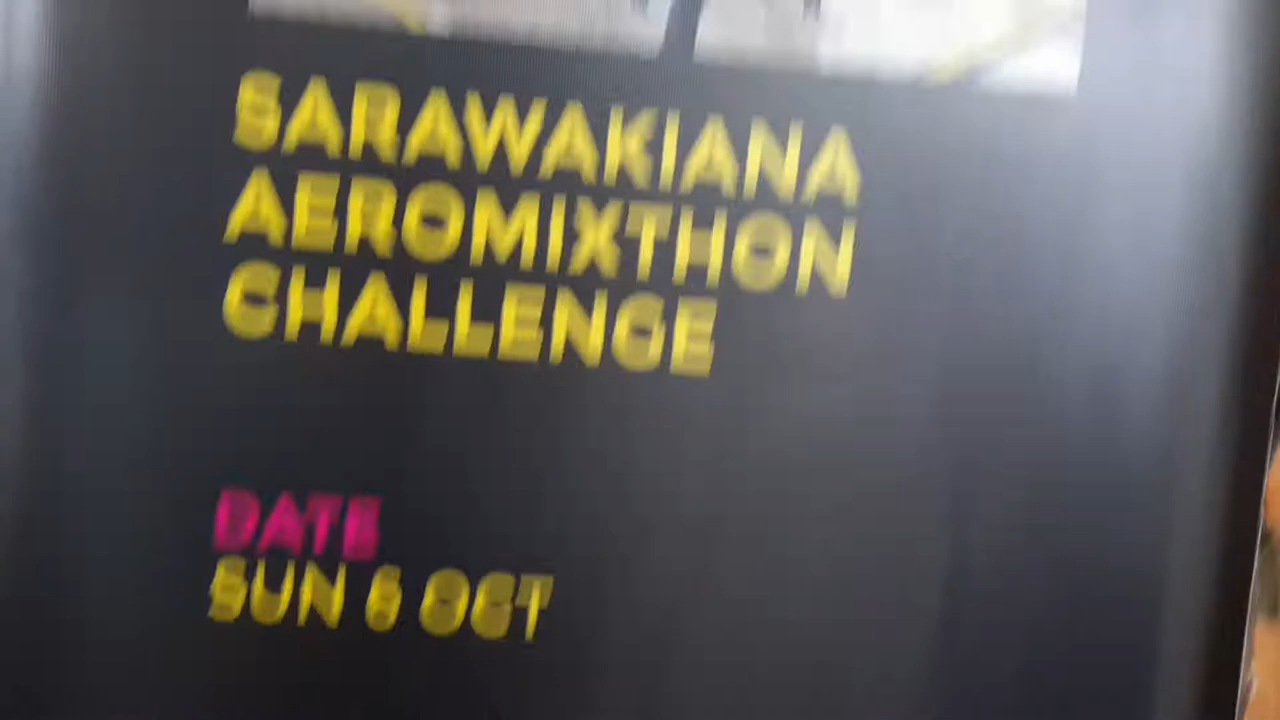 SARAWAKIANA
AEROMIXTHON
CHALLENGE
DATE
SUN 6 OCT